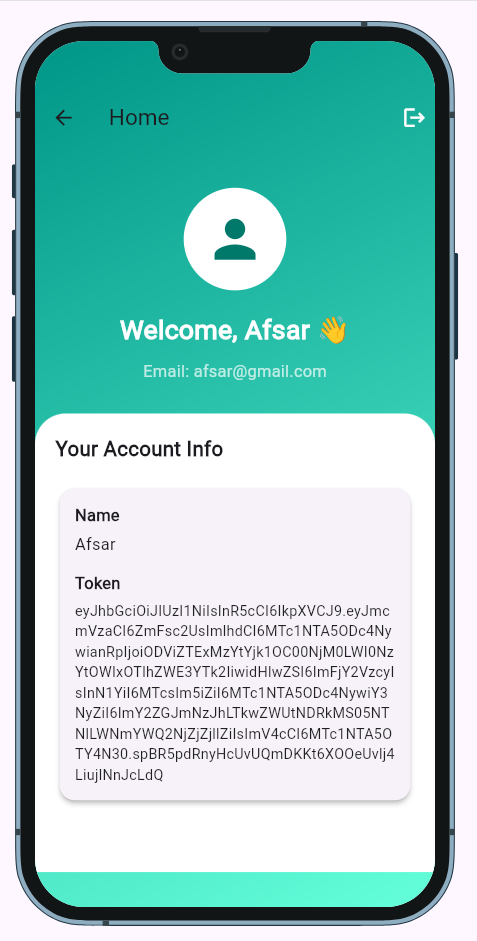 Home
Welcome, Afsar 👋
Email: afsar@gmail.com
Your Account Info
Name
Afsar
Token
eyJhbGciOiJIUzI1NiIsInR5cCI6IkpXVCJ9.eyJmc
mVzaCI6ZmFsc2UsImlhdCI6MTc1NTA5ODc4Ny
wianRpIjoiODViZTExMzYtYjk1OC00NjM0LWI0Nz
YtOWIxOTlhZWE3YTk2IiwidHlwZSI6ImFjY2VzcyI
sInN1YiI6MTcsIm5iZiI6MTc1NTA5ODc4NywiY3
NyZiI6ImY2ZGJmNzJhLTkwZWUtNDRkMS05NT
NlLWNmYWQ2NjZjZjllZiIsImV4cCI6MTc1NTA5O
TY4N30.spBR5pdRnyHcUvUQmDKKt6XOOeUvIj4
LiujINnJcLdQ